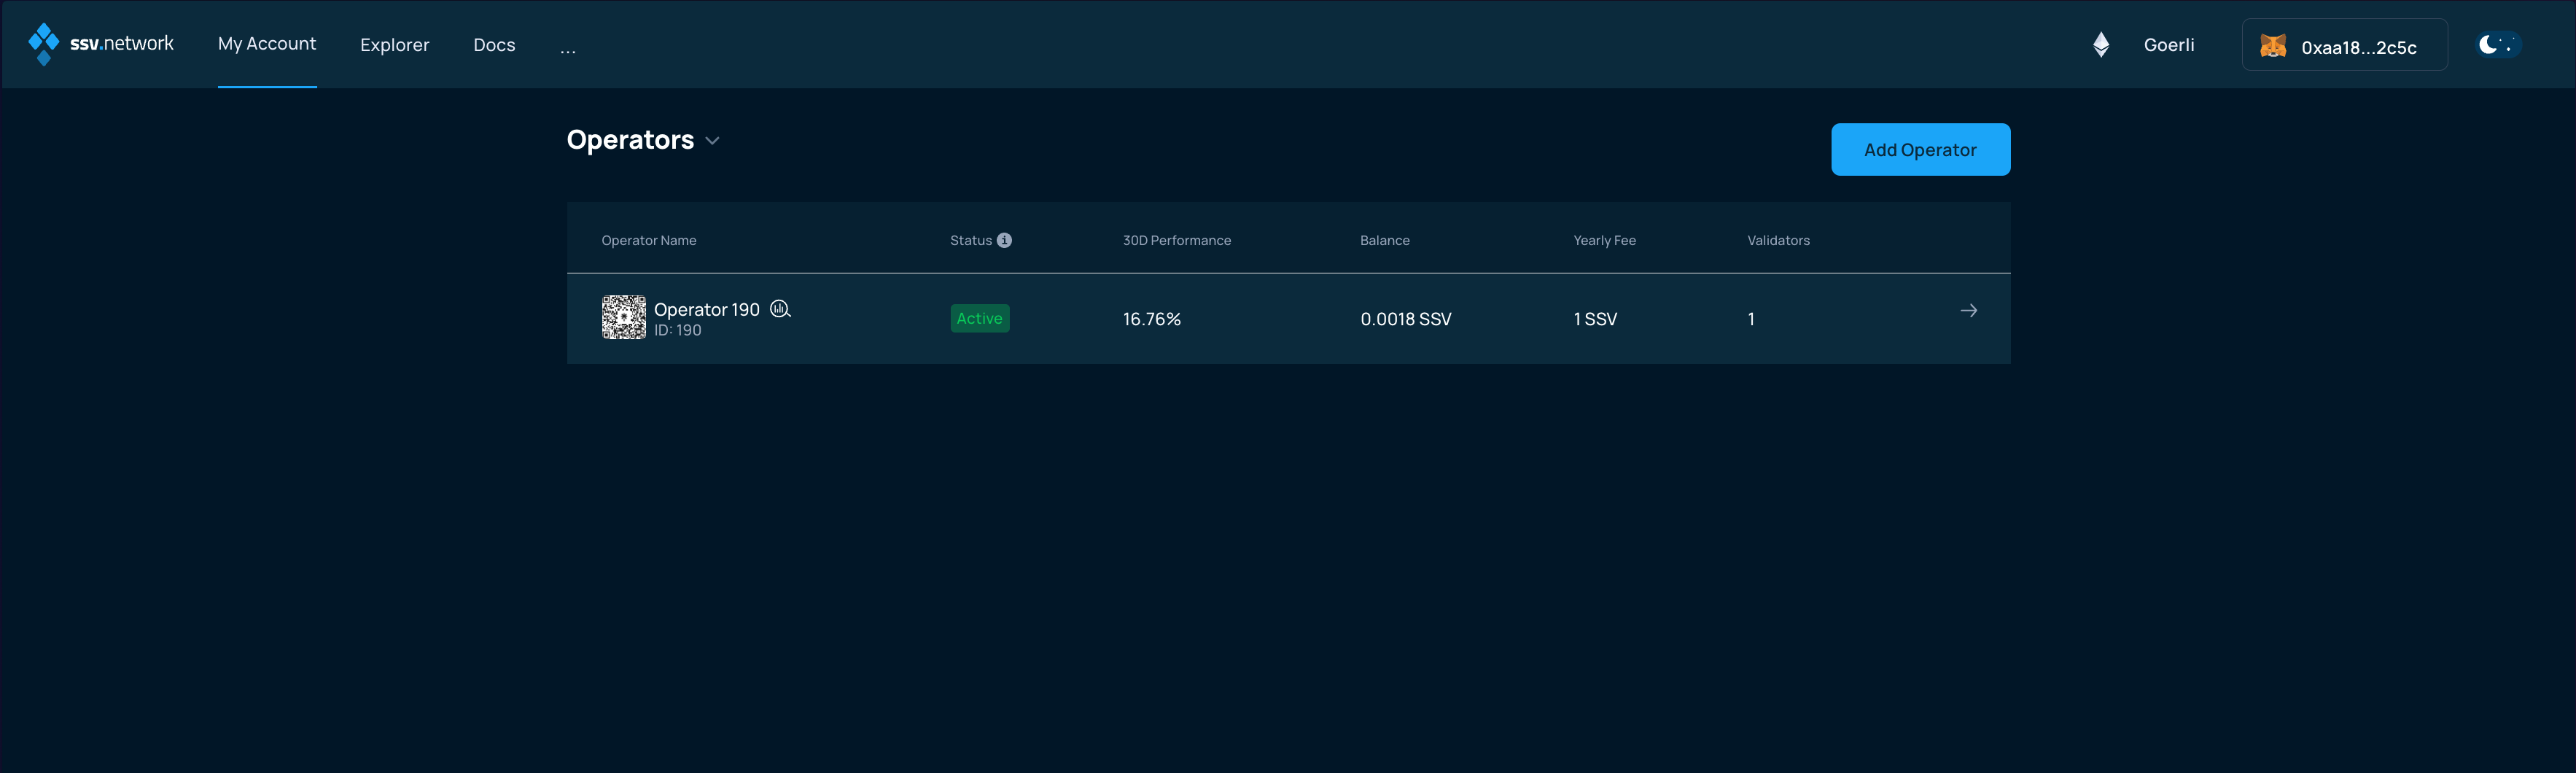 ssv.network My Account Explorer Docs ... Goerli 0xaa18...2c5c
Operators
Add Operator
Operator Name Status 30D Performance Balance Yearly Fee Validators
Operator 190 Active 16.76% 0.0018 SSV 1 SSV 1
ID: 190